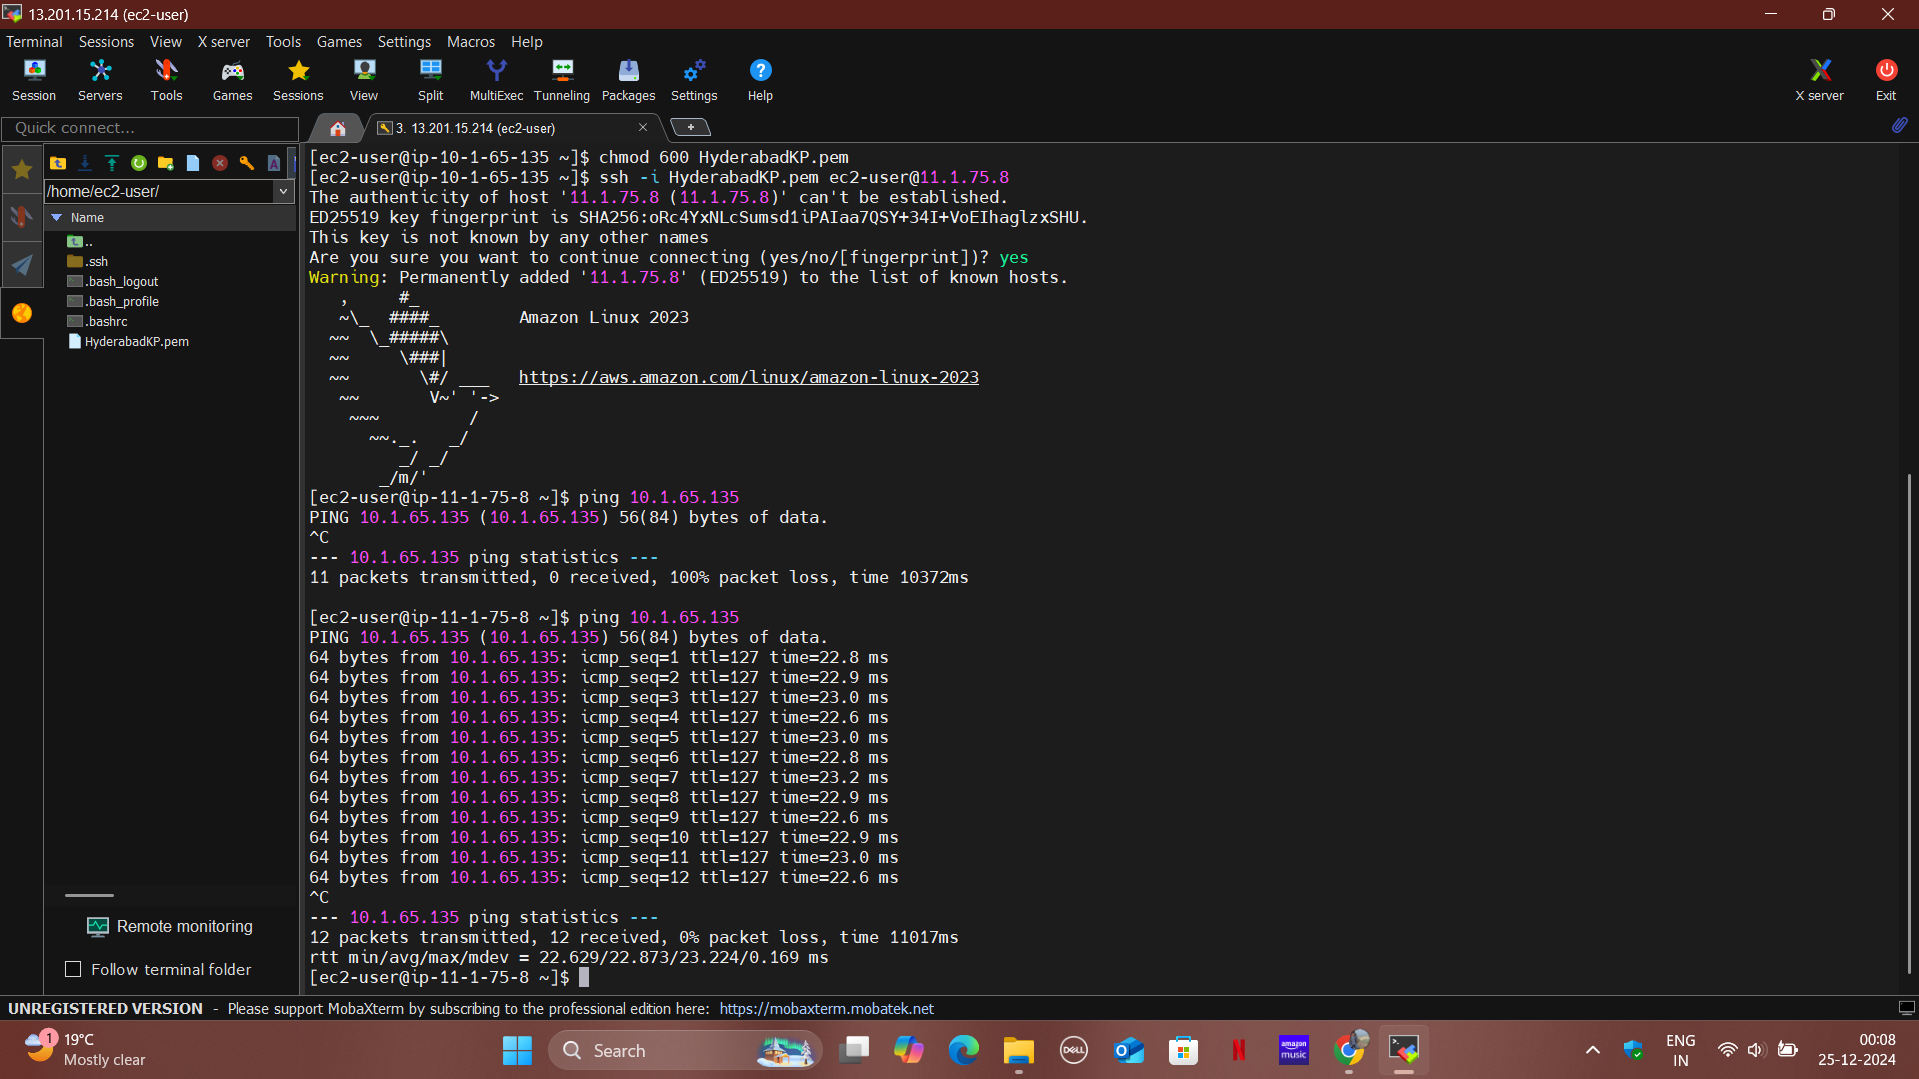 13.201.15.214 (ec2-user)
Terminal Sessions View X server Tools Games Settings Macros Help
Session Servers Tools Games Sessions View Split MultiExec Tunneling Packages Settings Help X server Exit
Quick connect...
3. 13.201.15.214 (ec2-user)
/home/ec2-user/
Name
..
.ssh
.bash_logout
.bash_profile
.bashrc
HyderabadKP.pem
Remote monitoring
Follow terminal folder
[ec2-user@ip-10-1-65-135 ~]$ chmod 600 HyderabadKP.pem
[ec2-user@ip-10-1-65-135 ~]$ ssh -i HyderabadKP.pem ec2-user@11.1.75.8
The authenticity of host '11.1.75.8 (11.1.75.8)' can't be established.
ED25519 key fingerprint is SHA256:oRc4YxNLcSumsd1iPAIaa7QSY+34I+VoEIhaglzxSHU.
This key is not known by any other names
Are you sure you want to continue connecting (yes/no/[fingerprint])? yes
Warning: Permanently added '11.1.75.8' (ED25519) to the list of known hosts.
   ,     #_
   ~\_  ####_        Amazon Linux 2023
  ~~  \_#####\
  ~~     \###|
  ~~       \#/ ___   https://aws.amazon.com/linux/amazon-linux-2023
   ~~       V~' '->
    ~~~         /
      ~~._.   _/
         _/ _/
       _/m/'
[ec2-user@ip-11-1-75-8 ~]$ ping 10.1.65.135
PING 10.1.65.135 (10.1.65.135) 56(84) bytes of data.
^C
--- 10.1.65.135 ping statistics ---
11 packets transmitted, 0 received, 100% packet loss, time 10372ms
[ec2-user@ip-11-1-75-8 ~]$ ping 10.1.65.135
PING 10.1.65.135 (10.1.65.135) 56(84) bytes of data.
64 bytes from 10.1.65.135: icmp_seq=1 ttl=127 time=22.8 ms
64 bytes from 10.1.65.135: icmp_seq=2 ttl=127 time=22.9 ms
64 bytes from 10.1.65.135: icmp_seq=3 ttl=127 time=23.0 ms
64 bytes from 10.1.65.135: icmp_seq=4 ttl=127 time=22.6 ms
64 bytes from 10.1.65.135: icmp_seq=5 ttl=127 time=23.0 ms
64 bytes from 10.1.65.135: icmp_seq=6 ttl=127 time=22.8 ms
64 bytes from 10.1.65.135: icmp_seq=7 ttl=127 time=23.2 ms
64 bytes from 10.1.65.135: icmp_seq=8 ttl=127 time=22.9 ms
64 bytes from 10.1.65.135: icmp_seq=9 ttl=127 time=22.6 ms
64 bytes from 10.1.65.135: icmp_seq=10 ttl=127 time=22.9 ms
64 bytes from 10.1.65.135: icmp_seq=11 ttl=127 time=23.0 ms
64 bytes from 10.1.65.135: icmp_seq=12 ttl=127 time=22.6 ms
^C
--- 10.1.65.135 ping statistics ---
12 packets transmitted, 12 received, 0% packet loss, time 11017ms
rtt min/avg/max/mdev = 22.629/22.873/23.224/0.169 ms
[ec2-user@ip-11-1-75-8 ~]$
UNREGISTERED VERSION - Please support MobaXterm by subscribing to the professional edition here: https://mobaxterm.mobatek.net
1
19°C
Mostly clear
Search
DELL
amazon music
ENG
IN
00:08
25-12-2024